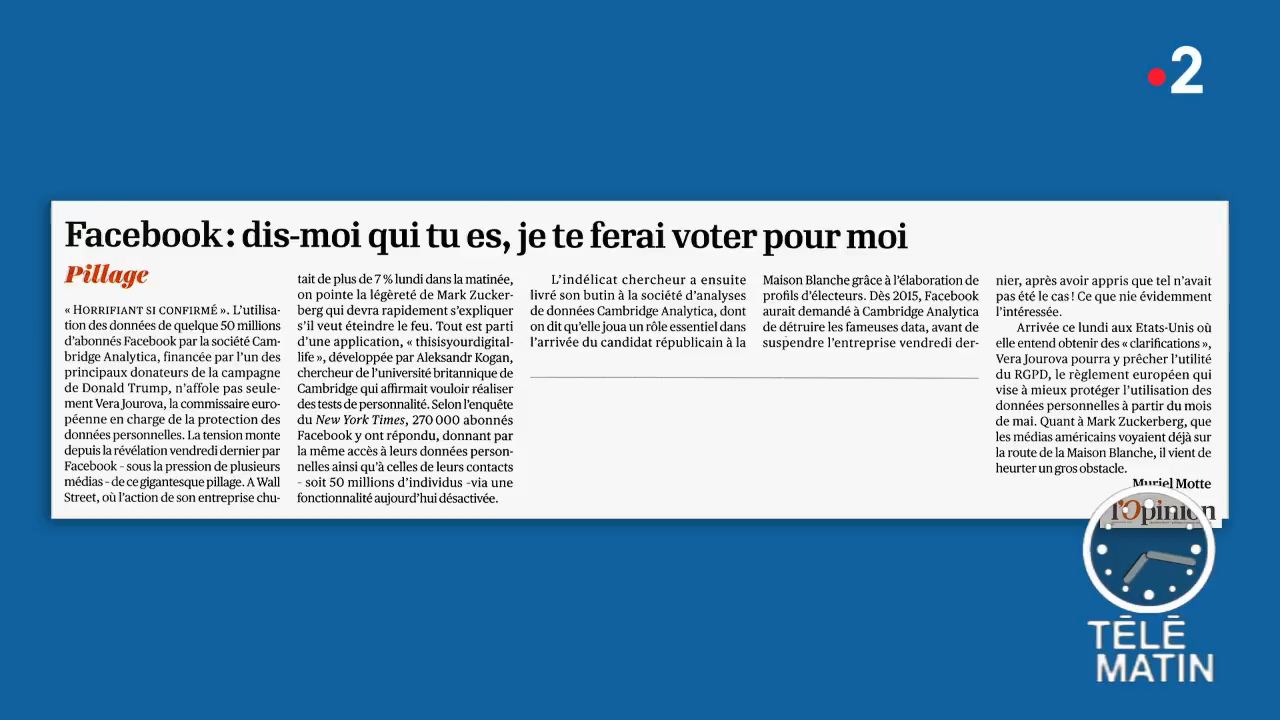 2
Facebook : dis-moi qui tu es, je te ferai voter pour moi
Pillage
« HORRIFIANT SI CONFIRMÉ ». L'utilisa-
tion des données de quelque 50 millions
d'abonnés Facebook par la société Cam-
bridge Analytica, financée par l'un des
principaux donateurs de la campagne
de Donald Trump, n'affole pas seule-
ment Vera Jourova, la commissaire euro-
péenne en charge de la protection des
données personnelles. La tension monte
depuis la révélation vendredi dernier par
Facebook - sous la pression de plusieurs
médias - de ce gigantesque pillage. A Wall
Street, où l'action de son entreprise chu-
tait de plus de 7 % lundi dans la matinée,
on pointe la légèreté de Mark Zucker-
berg qui devra rapidement s'expliquer
s'il veut éteindre le feu. Tout est parti
d'une application, « thisisyourdigital-
life », développée par Aleksandr Kogan,
chercheur de l'université britannique de
Cambridge qui affirmait vouloir réaliser
des tests de personnalité. Selon l'enquête
du New York Times, 270 000 abonnés
Facebook y ont répondu, donnant par
la même accès à leurs données person-
nelles ainsi qu'à celles de leurs contacts
- soit 50 millions d'individus -via une
fonctionnalité aujourd'hui désactivée.
L'indélicat chercheur a ensuite
livré son butin à la société d'analyses
de données Cambridge Analytica, dont
on dit qu'elle joua un rôle essentiel dans
l'arrivée du candidat républicain à la
Maison Blanche grâce à l'élaboration de
profils d'électeurs. Dès 2015, Facebook
aurait demandé à Cambridge Analytica
de détruire les fameuses data, avant de
suspendre l'entreprise vendredi der-
nier, après avoir appris que tel n'avait
pas été le cas ! Ce que nie évidemment
l'intéressée.
Arrivée ce lundi aux Etats-Unis où
elle entend obtenir des « clarifications »,
Vera Jourova pourra y prêcher l'utilité
du RGPD, le règlement européen qui
vise à mieux protéger l'utilisation des
données personnelles à partir du mois
de mai. Quant à Mark Zuckerberg, que
les médias américains voyaient déjà sur
la route de la Maison Blanche, il vient de
heurter un gros obstacle.
Muriel Motte
l'Opinion
TÉLÉ
MATIN